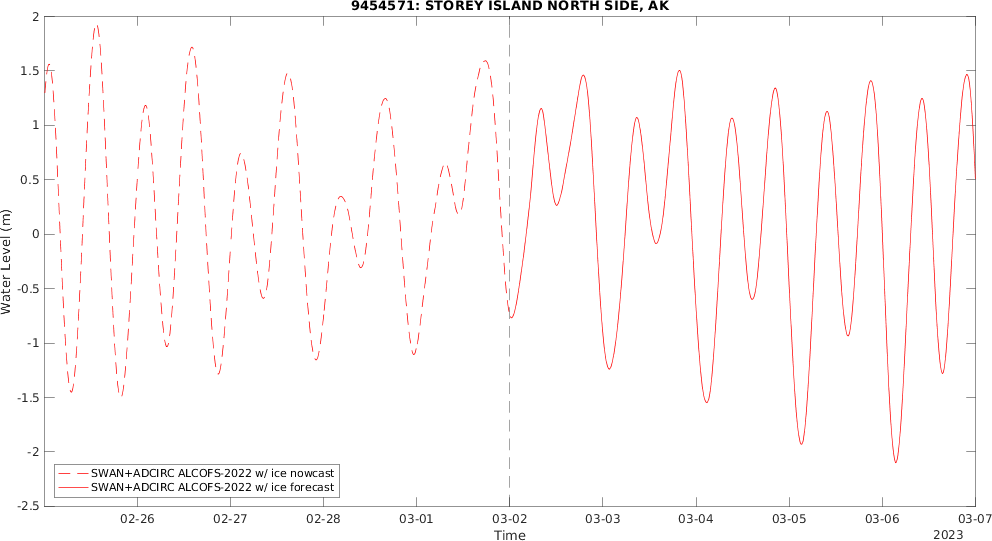 9454571: STOREY ISLAND NORTH SIDE, AK
Water Level (m)
2
1.5
1
0.5
0
-0.5
-1
-1.5
-2
-2.5
SWAN+ADCIRC ALCOFS-2022 w/ ice nowcast
SWAN+ADCIRC ALCOFS-2022 w/ ice forecast
02-26 02-27 02-28 03-01 03-02 03-03 03-04 03-05 03-06 03-07
Time
2023